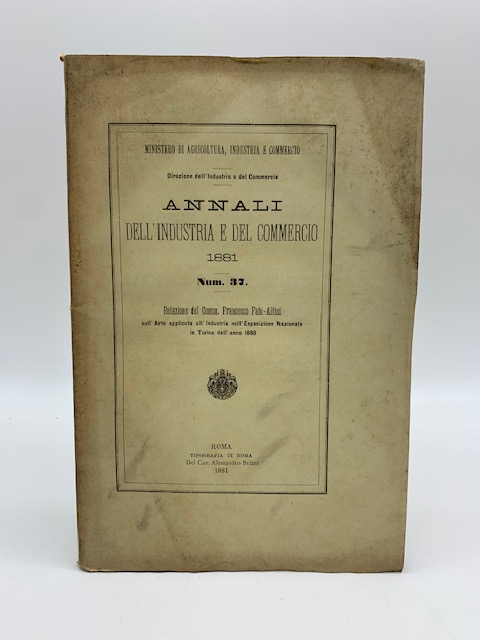 MINISTERO DI AGRICOLTURA, INDUSTRIA E COMMERCIO
Direzione dell'Industria e del Commercio
ANNALI
DELL'INDUSTRIA E DEL COMMERCIO
1881
Num. 37.
Relazione del Comm. Francesco Fabi-Altini
sull'Arte applicata all'Industria nell'Esposizione Nazionale
in Torino dell'anno 1880
ROMA
TIPOGRAFIA DI ROMA
Del Cav. Alessandro Befani
1881